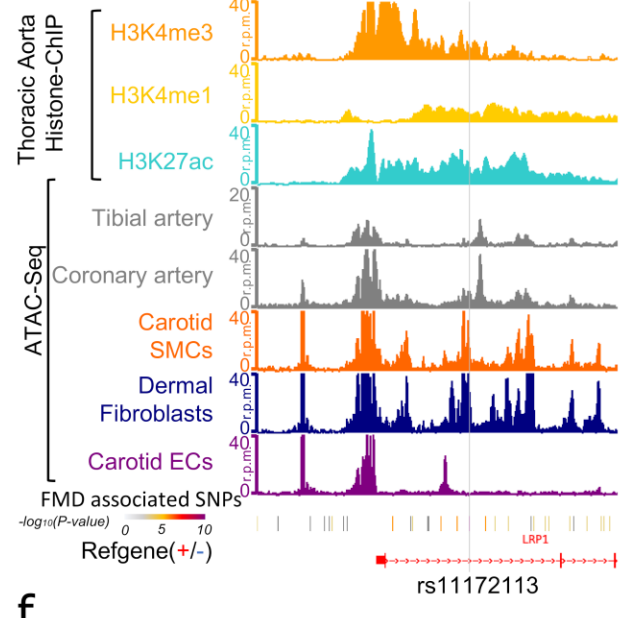 Thoracic Aorta
Histone-ChIP
H3K4me3
40
0
r.p.m.
H3K4me1
40
0
r.p.m.
H3K27ac
40
0
r.p.m.
ATAC-Seq
Tibial artery
20
0
r.p.m.
Coronary artery
40
0
r.p.m.
Carotid
SMCs
40
0
r.p.m.
Dermal
Fibroblasts
40
0
r.p.m.
Carotid ECs
40
0
r.p.m.
FMD associated SNPs
-log10(P-value)
0 5 10
Refgene(+/-)
LRP1
rs11172113
f